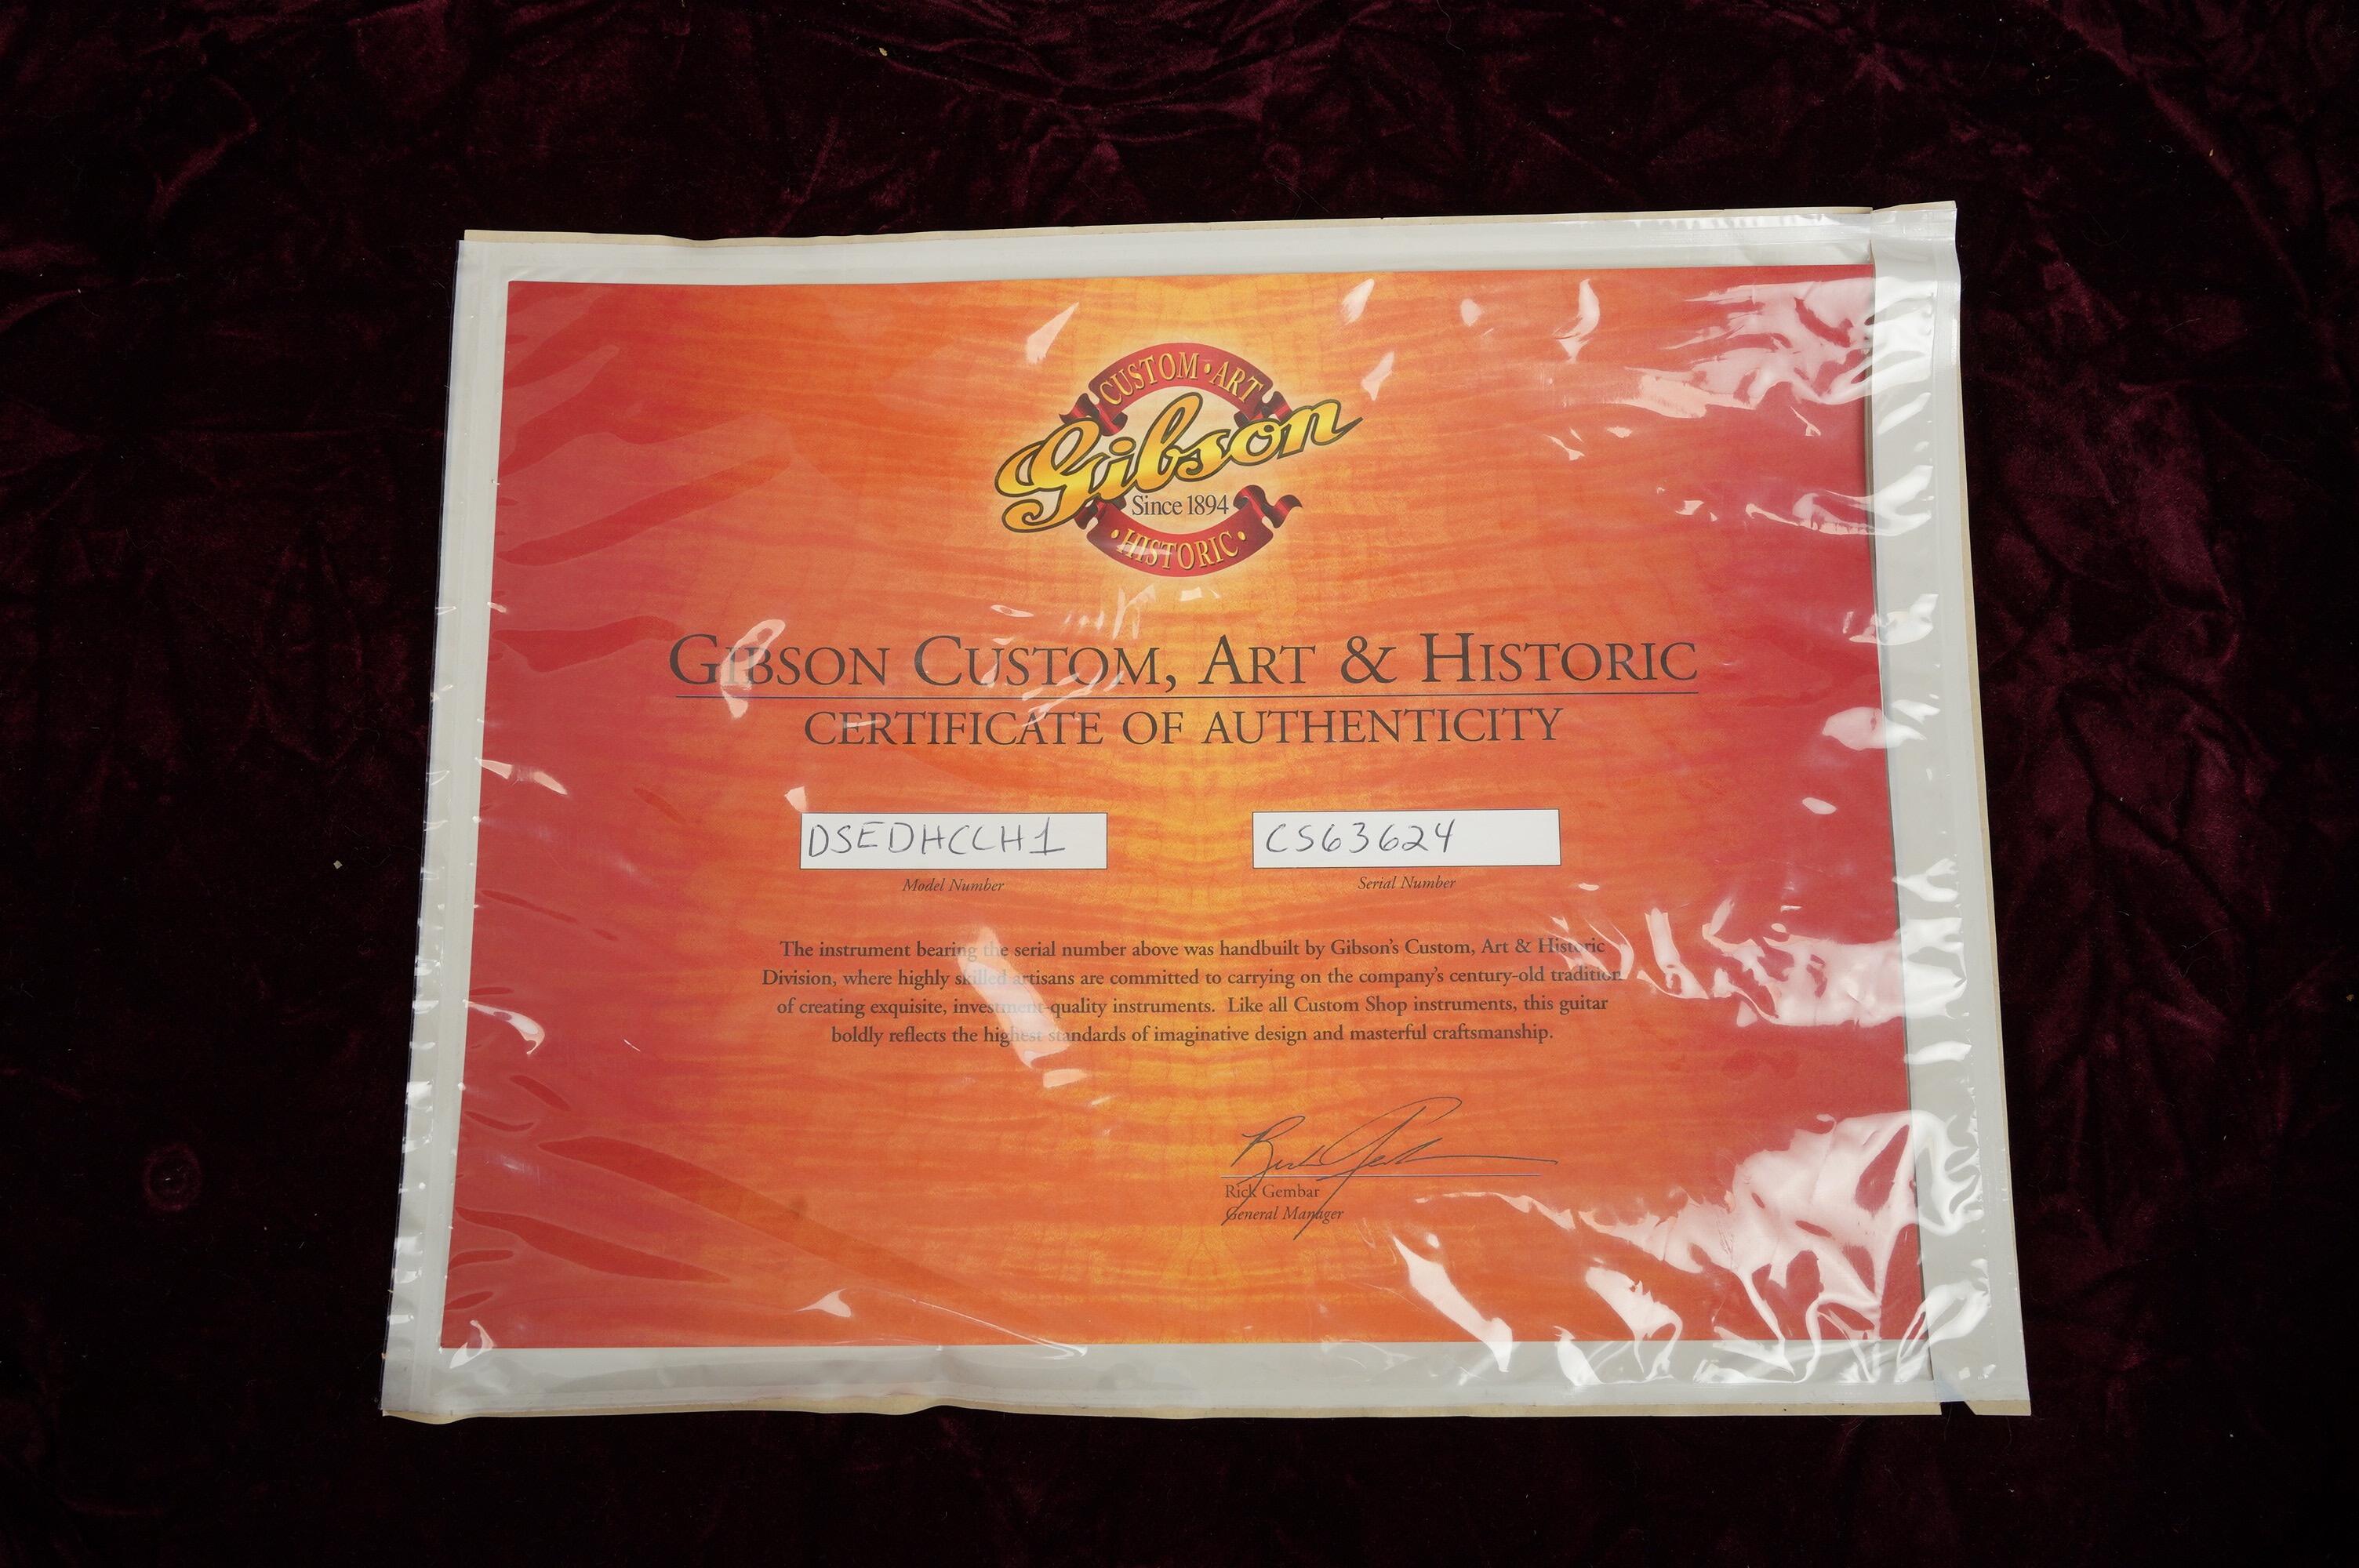 CUSTOM • ART
Gibson
Since 1894
• HISTORIC •
GIBSON CUSTOM, ART & HISTORIC
CERTIFICATE OF AUTHENTICITY
DSEDHCCH1
CS63624
Model Number
Serial Number
The instrument bearing the serial number above was handbuilt by Gibson's Custom, Art & Historic
Division, where highly skilled artisans are committed to carrying on the company's century-old tradition
of creating exquisite, investment-quality instruments. Like all Custom Shop instruments, this guitar
boldly reflects the highest standards of imaginative design and masterful craftsmanship.
Rick Gembar
General Manager